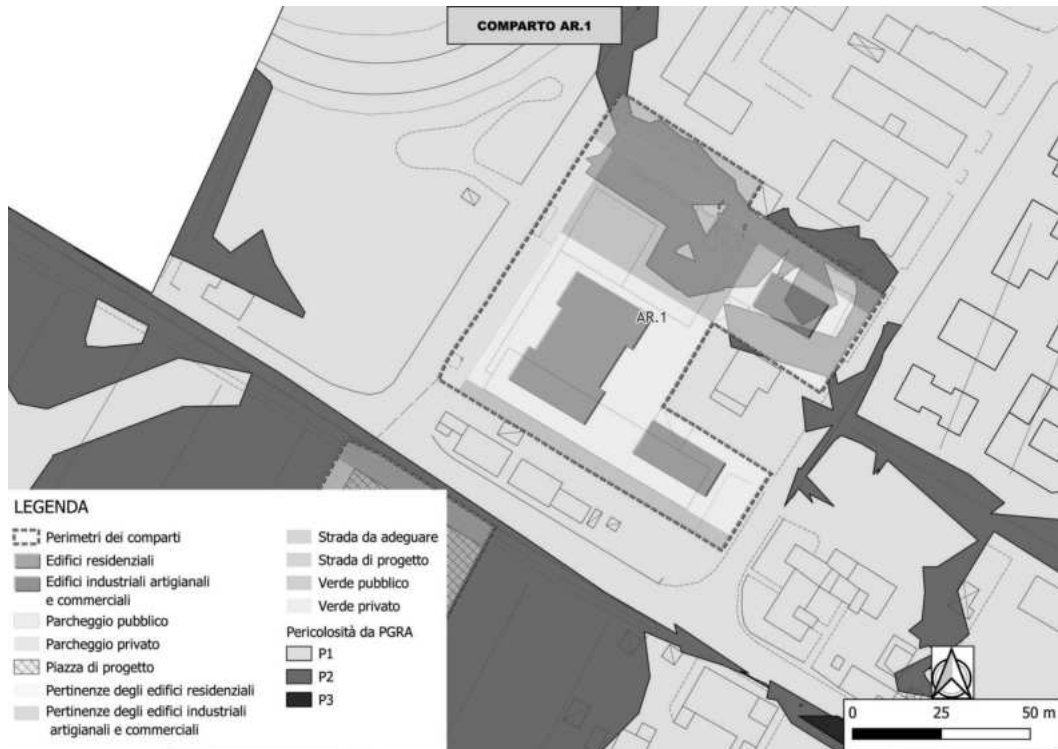 COMPARTO AR.1
AR.1
LEGENDA
Perimetri dei comparti
Edifici residenziali
Edifici industriali artigianali
e commerciali
Parcheggio pubblico
Parcheggio privato
Piazza di progetto
Pertinenze degli edifici residenziali
Pertinenze degli edifici industriali
artigianali e commerciali
Strada da adeguare
Strada di progetto
Verde pubblico
Verde privato
Pericolosità da PGRA
P1
P2
P3
0 25 50 m